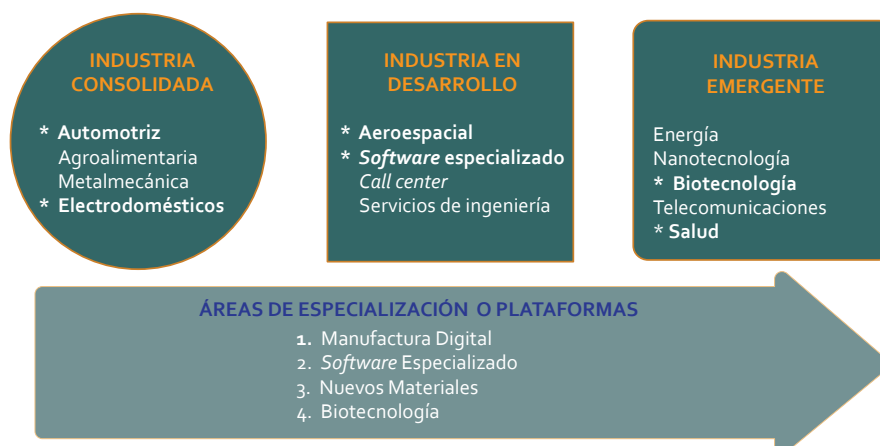 INDUSTRIA
CONSOLIDADA
* Automotriz
Agroalimentaria
Metalmecánica
* Electrodomésticos
INDUSTRIA EN
DESARROLLO
* Aeroespacial
* Software especializado
Call center
Servicios de ingeniería
INDUSTRIA
EMERGENTE
Energía
Nanotecnología
* Biotecnología
Telecomunicaciones
* Salud
ÁREAS DE ESPECIALIZACIÓN O PLATAFORMAS
1. Manufactura Digital
2. Software Especializado
3. Nuevos Materiales
4. Biotecnología